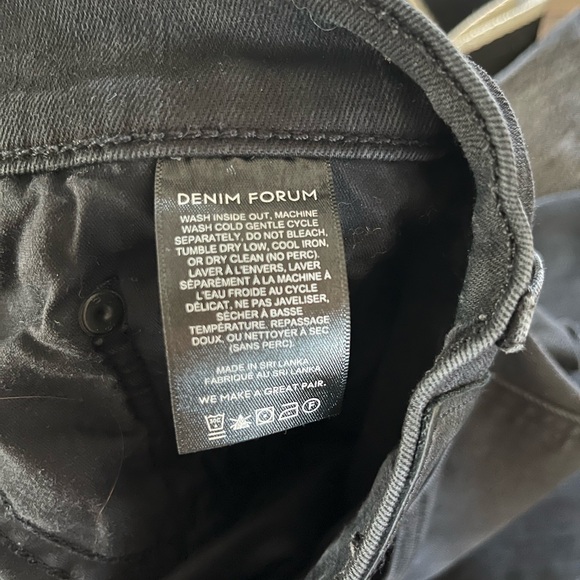 DENIM FORUM
WASH INSIDE OUT, MACHINE
WASH COLD GENTLE CYCLE
SEPARATELY, DO NOT BLEACH,
TUMBLE DRY LOW, COOL IRON,
OR DRY CLEAN (NO PERC).
LAVER À L'ENVERS, LAVER
SÉPARÉMENT À LA MACHINE À
L'EAU FROIDE AU CYCLE
DÉLICAT, NE PAS JAVELISER,
SÉCHER À BASSE
TEMPÉRATURE, REPASSAGE
DOUX, OU NETTOYER À SEC
(SANS PERC).
MADE IN SRI LANKA
FABRIQUÉ AU SRI LANKA
WE MAKE A GREAT PAIR.
F